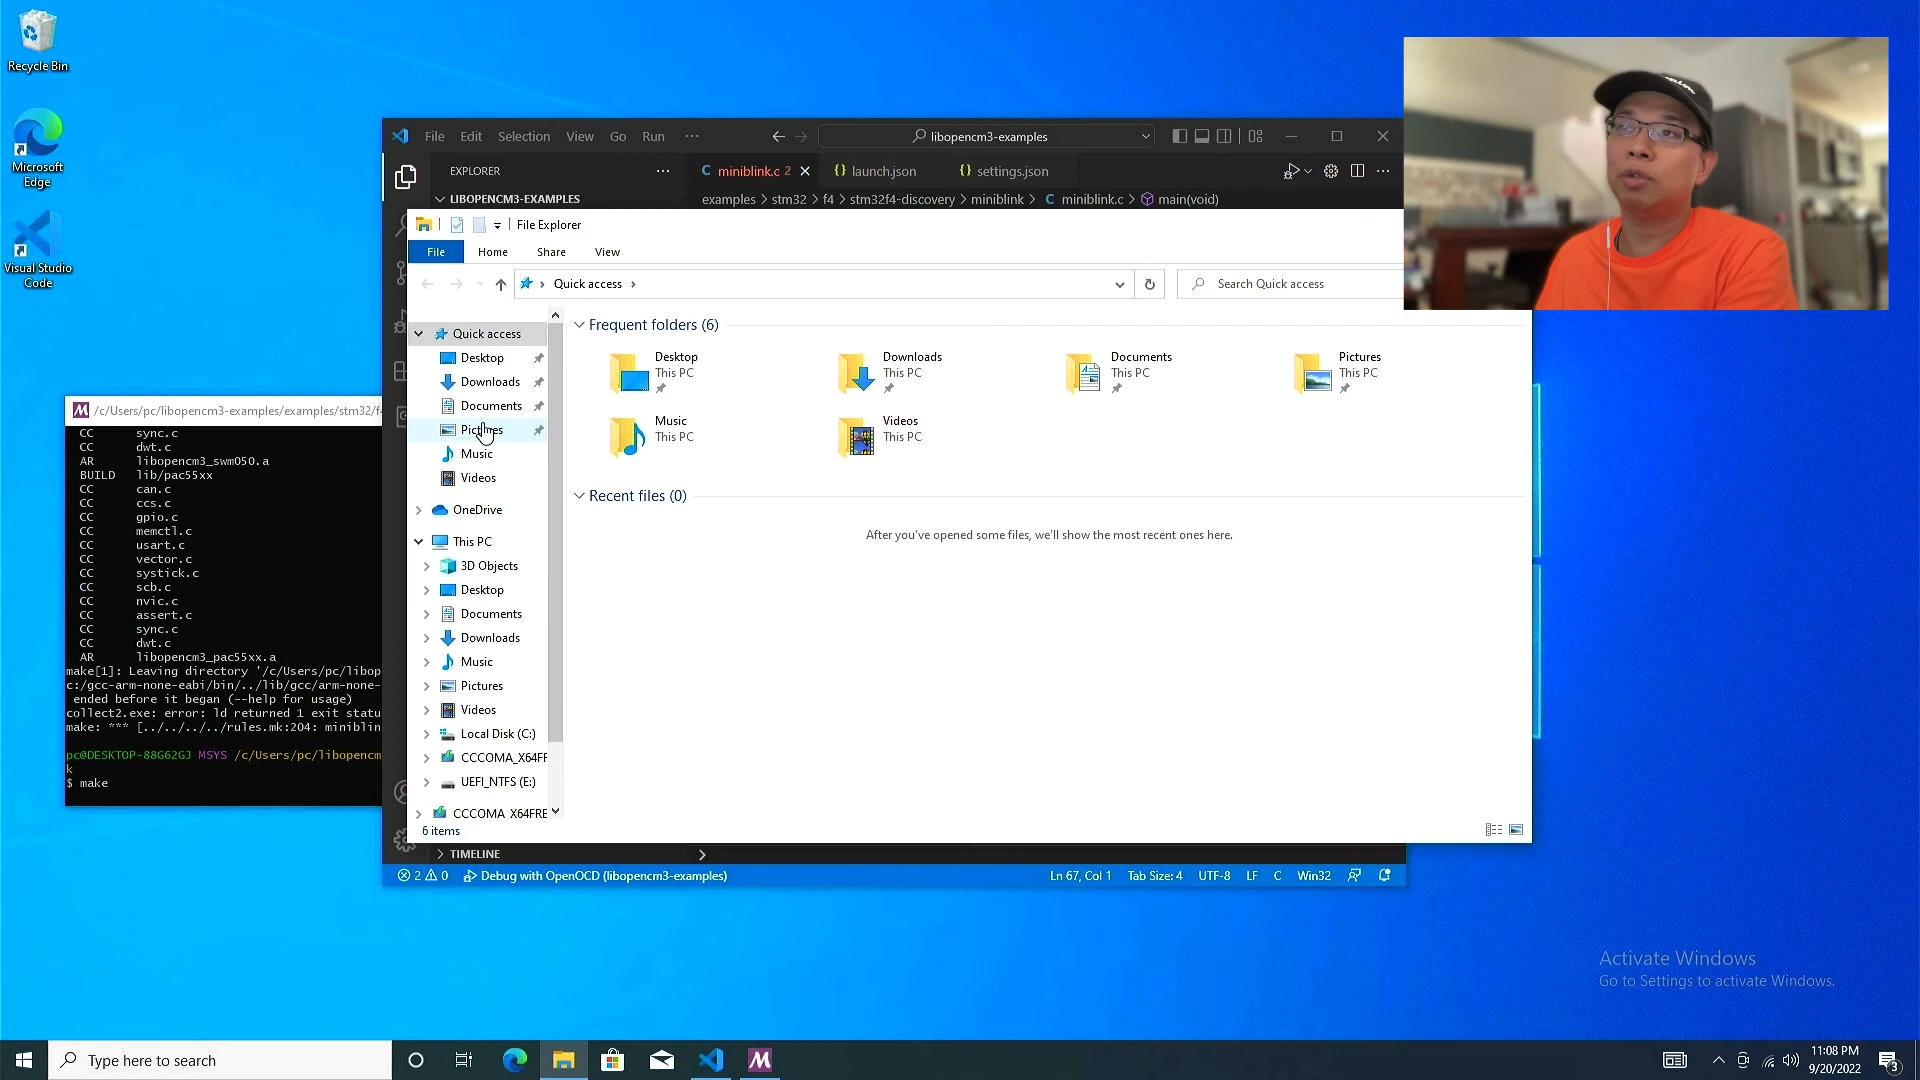 Recycle Bin
Microsoft
Edge
Visual Studio
Code
File Edit Selection View Go Run ···
libopencm3-examples
EXPLORER ···
C miniblink.c 2
{} launch.json
{} settings.json
LIBOPENCM3-EXAMPLES
examples > stm32 > f4 > stm32f4-discovery > miniblink > C miniblink.c > main(void)
File Explorer
File Home Share View
Quick access
Search Quick access
Quick access
Desktop
Downloads
Documents
Pictures
Music
Videos
OneDrive
This PC
3D Objects
Desktop
Documents
Downloads
Music
Pictures
Videos
Local Disk (C:)
CCCOMA_X64FF
UEFI_NTFS (E:)
CCCOMA X64FRE
6 items
Frequent folders (6)
Desktop
This PC
Downloads
This PC
Documents
This PC
Pictures
This PC
Music
This PC
Videos
This PC
Recent files (0)
After you've opened some files, we'll show the most recent ones here.
TIMELINE
2 0 Debug with OpenOCD (libopencm3-examples)
Ln 67, Col 1 Tab Size: 4 UTF-8 LF C Win32
/c/Users/pc/libopencm3-examples/examples/stm32/f4
CC sync.c
CC dwt.c
AR libopencm3_swm050.a
BUILD lib/pac55xx
CC can.c
CC ccs.c
CC gpio.c
CC memctl.c
CC usart.c
CC vector.c
CC systick.c
CC scb.c
CC nvic.c
CC assert.c
CC sync.c
CC dwt.c
AR libopencm3_pac55xx.a
make[1]: Leaving directory '/c/Users/pc/libop
c:/gcc-arm-none-eabi/bin/../lib/gcc/arm-none-
ended before it began (--help for usage)
collect2.exe: error: ld returned 1 exit statu
make: *** [../../../../rules.mk:204: miniblin
pc@DESKTOP-88G62GJ MSYS /c/Users/pc/libopencm
k
$ make
Activate Windows
Go to Settings to activate Windows.
Type here to search
11:08 PM
9/20/2022
3